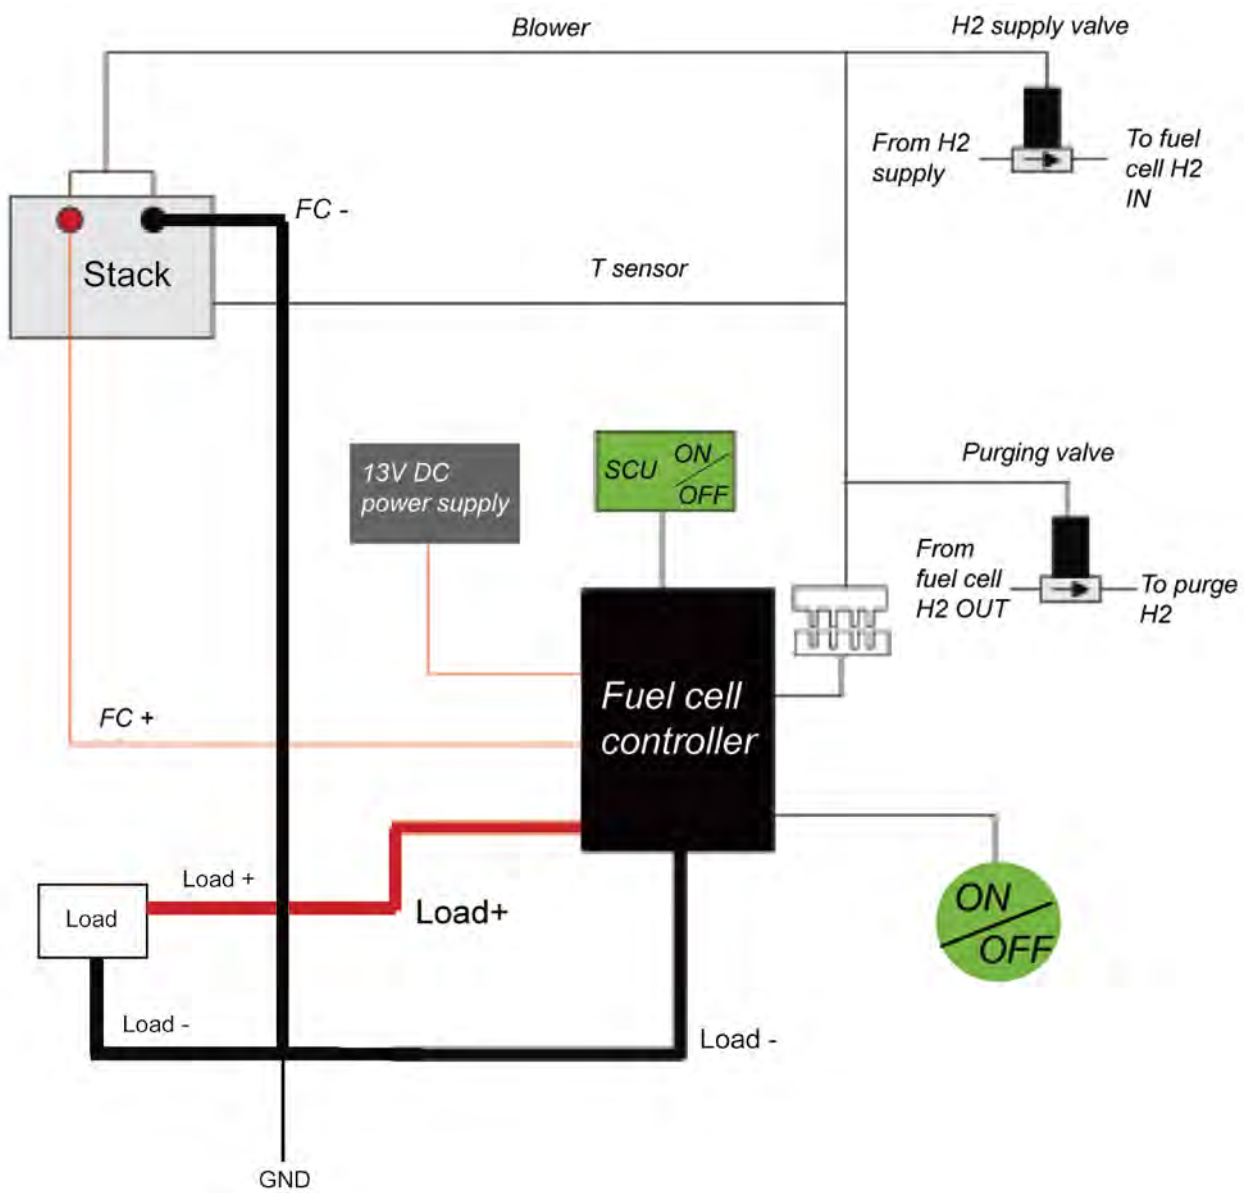 Blower
H2 supply valve
From H2
supply
To fuel
cell H2
IN
FC -
Stack
T sensor
13V DC
power supply
SCU ON
OFF
Purging valve
From
fuel cell
H2 OUT
To purge
H2
Fuel cell
controller
FC +
Load +
Load
Load+
ON
OFF
Load -
Load -
GND